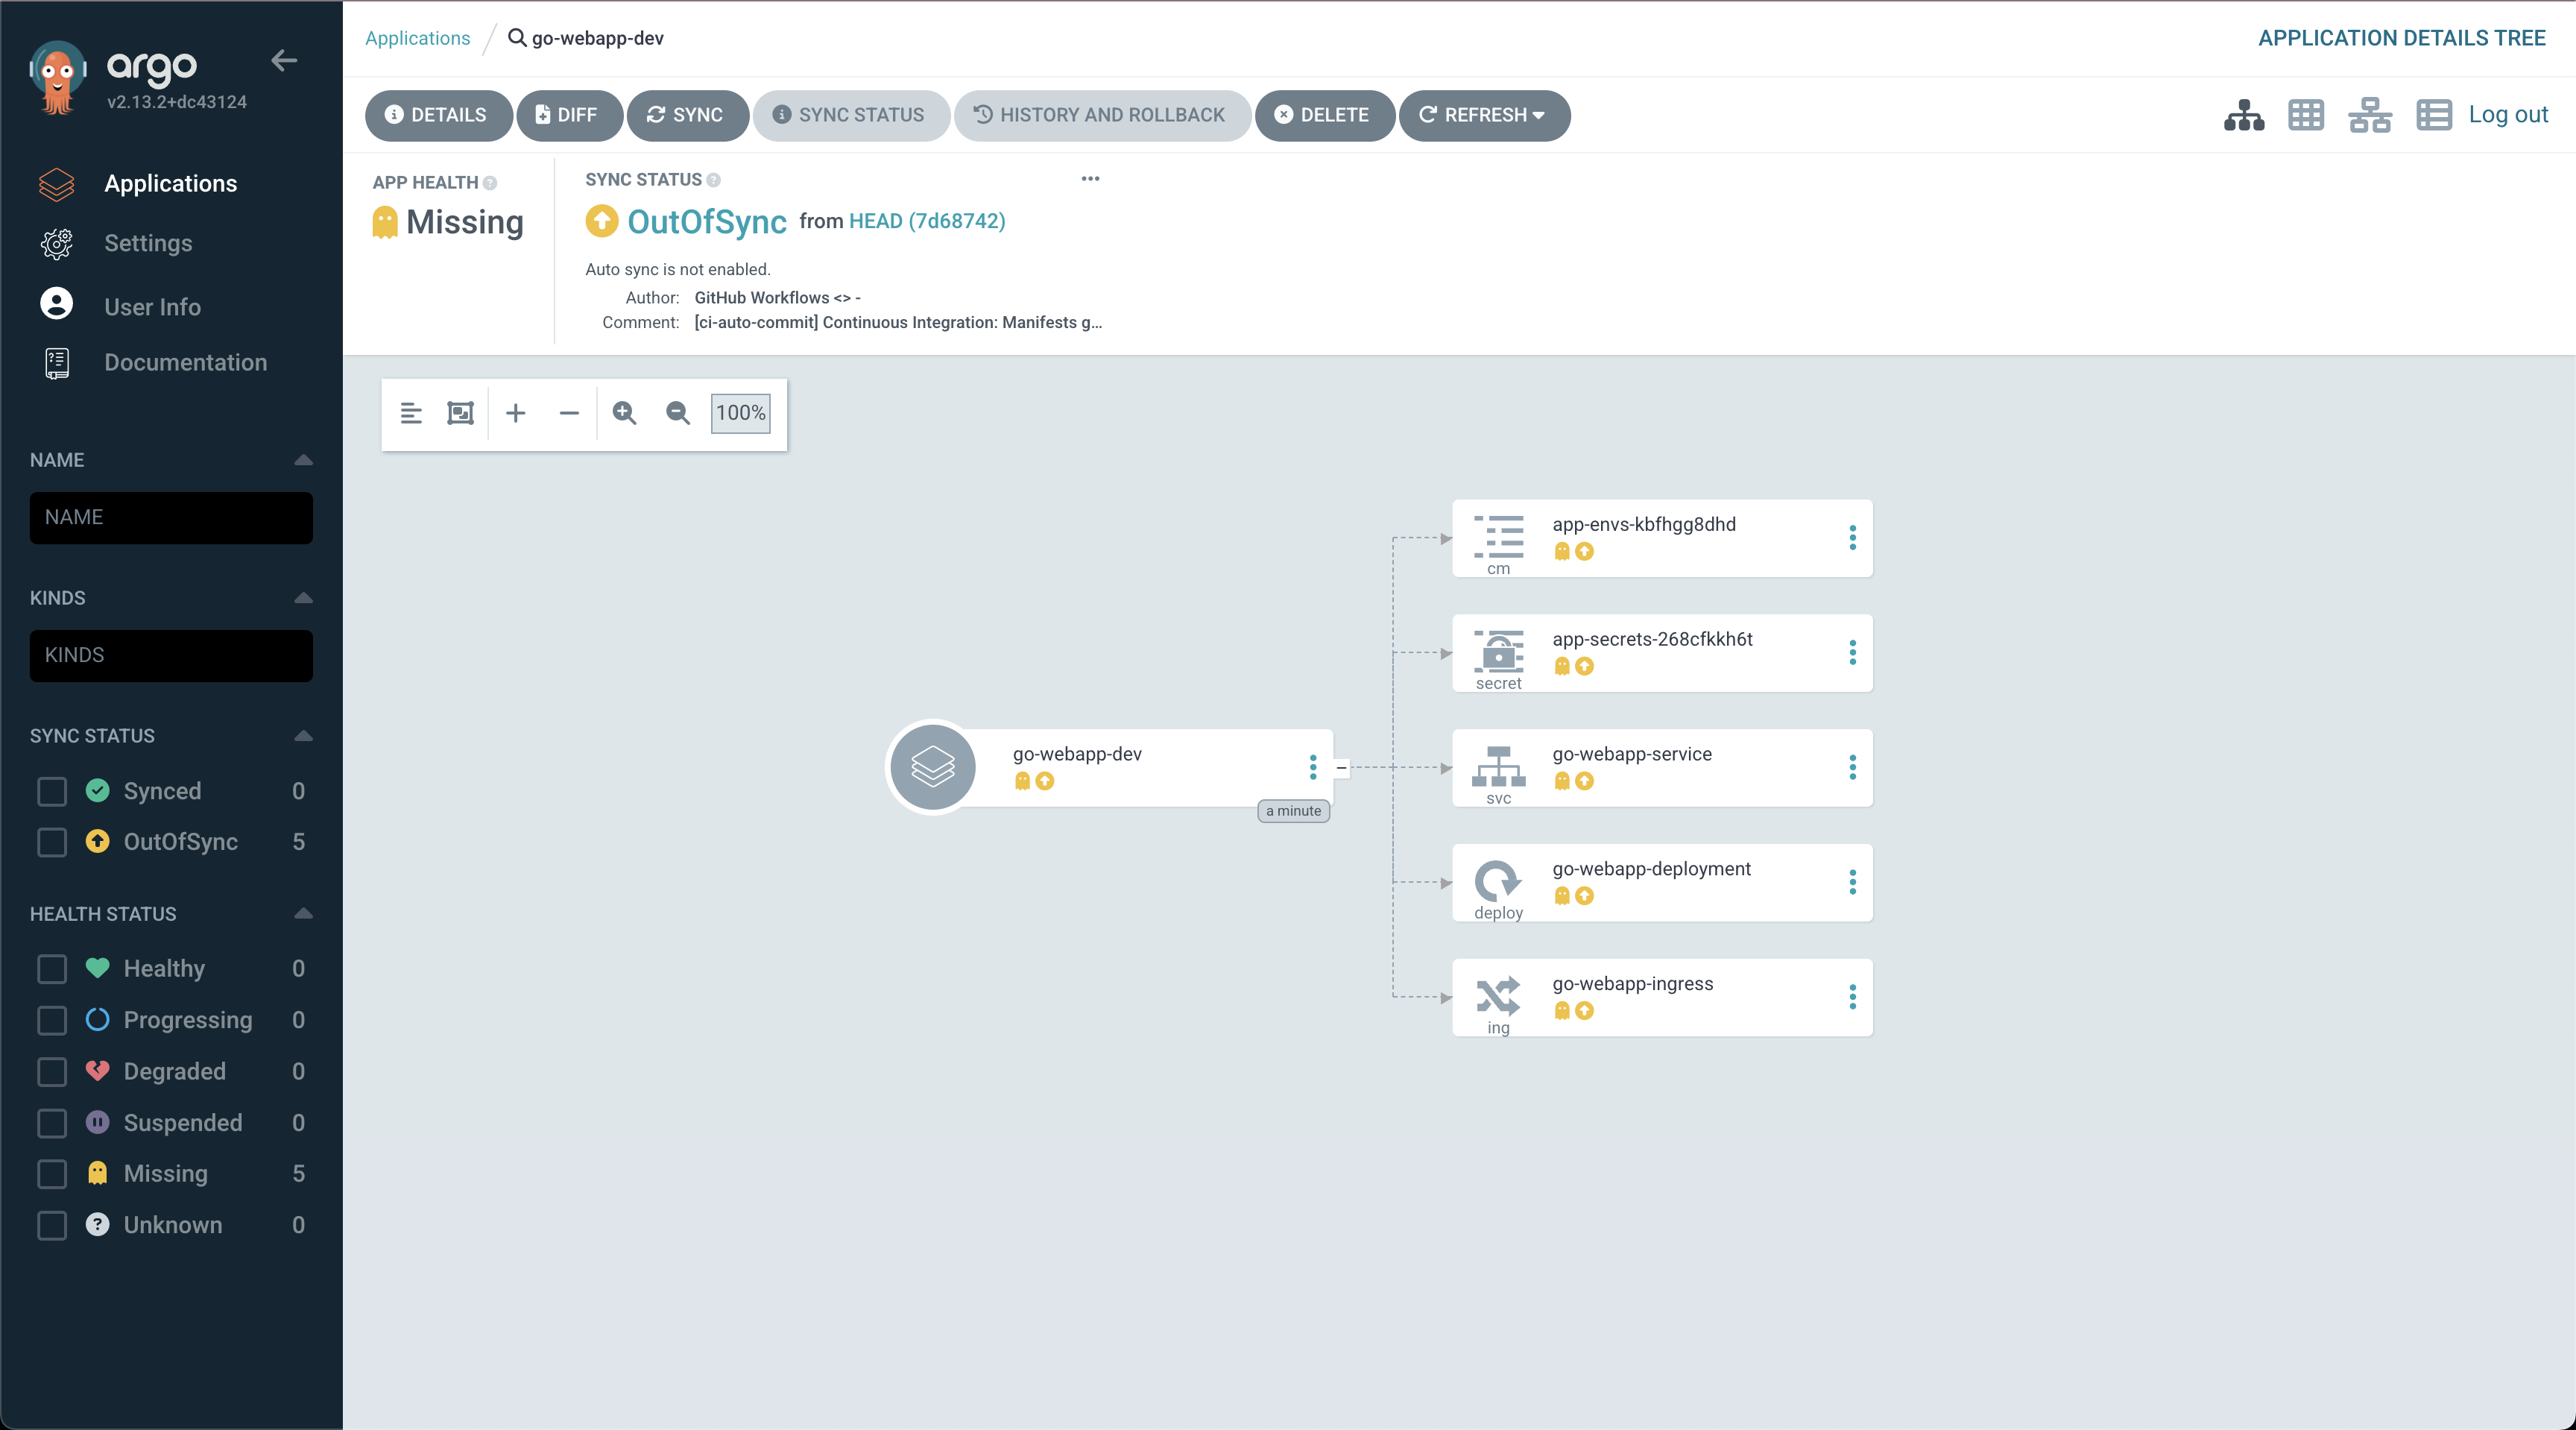 argo
v2.13.2+dc43124
Applications
Settings
User Info
Documentation
NAME
NAME
KINDS
KINDS
SYNC STATUS
Synced 0
OutOfSync 5
HEALTH STATUS
Healthy 0
Progressing 0
Degraded 0
Suspended 0
Missing 5
Unknown 0
Applications / go-webapp-dev
APPLICATION DETAILS TREE
DETAILS DIFF SYNC SYNC STATUS HISTORY AND ROLLBACK DELETE REFRESH
Log out
APP HEALTH
Missing
SYNC STATUS
OutOfSync from HEAD (7d68742)
Auto sync is not enabled.
Author: GitHub Workflows <> -
Comment: [ci-auto-commit] Continuous Integration: Manifests g...
100%
go-webapp-dev
a minute
app-envs-kbfhgg8dhd
cm
app-secrets-268cfkkh6t
secret
go-webapp-service
svc
go-webapp-deployment
deploy
go-webapp-ingress
ing